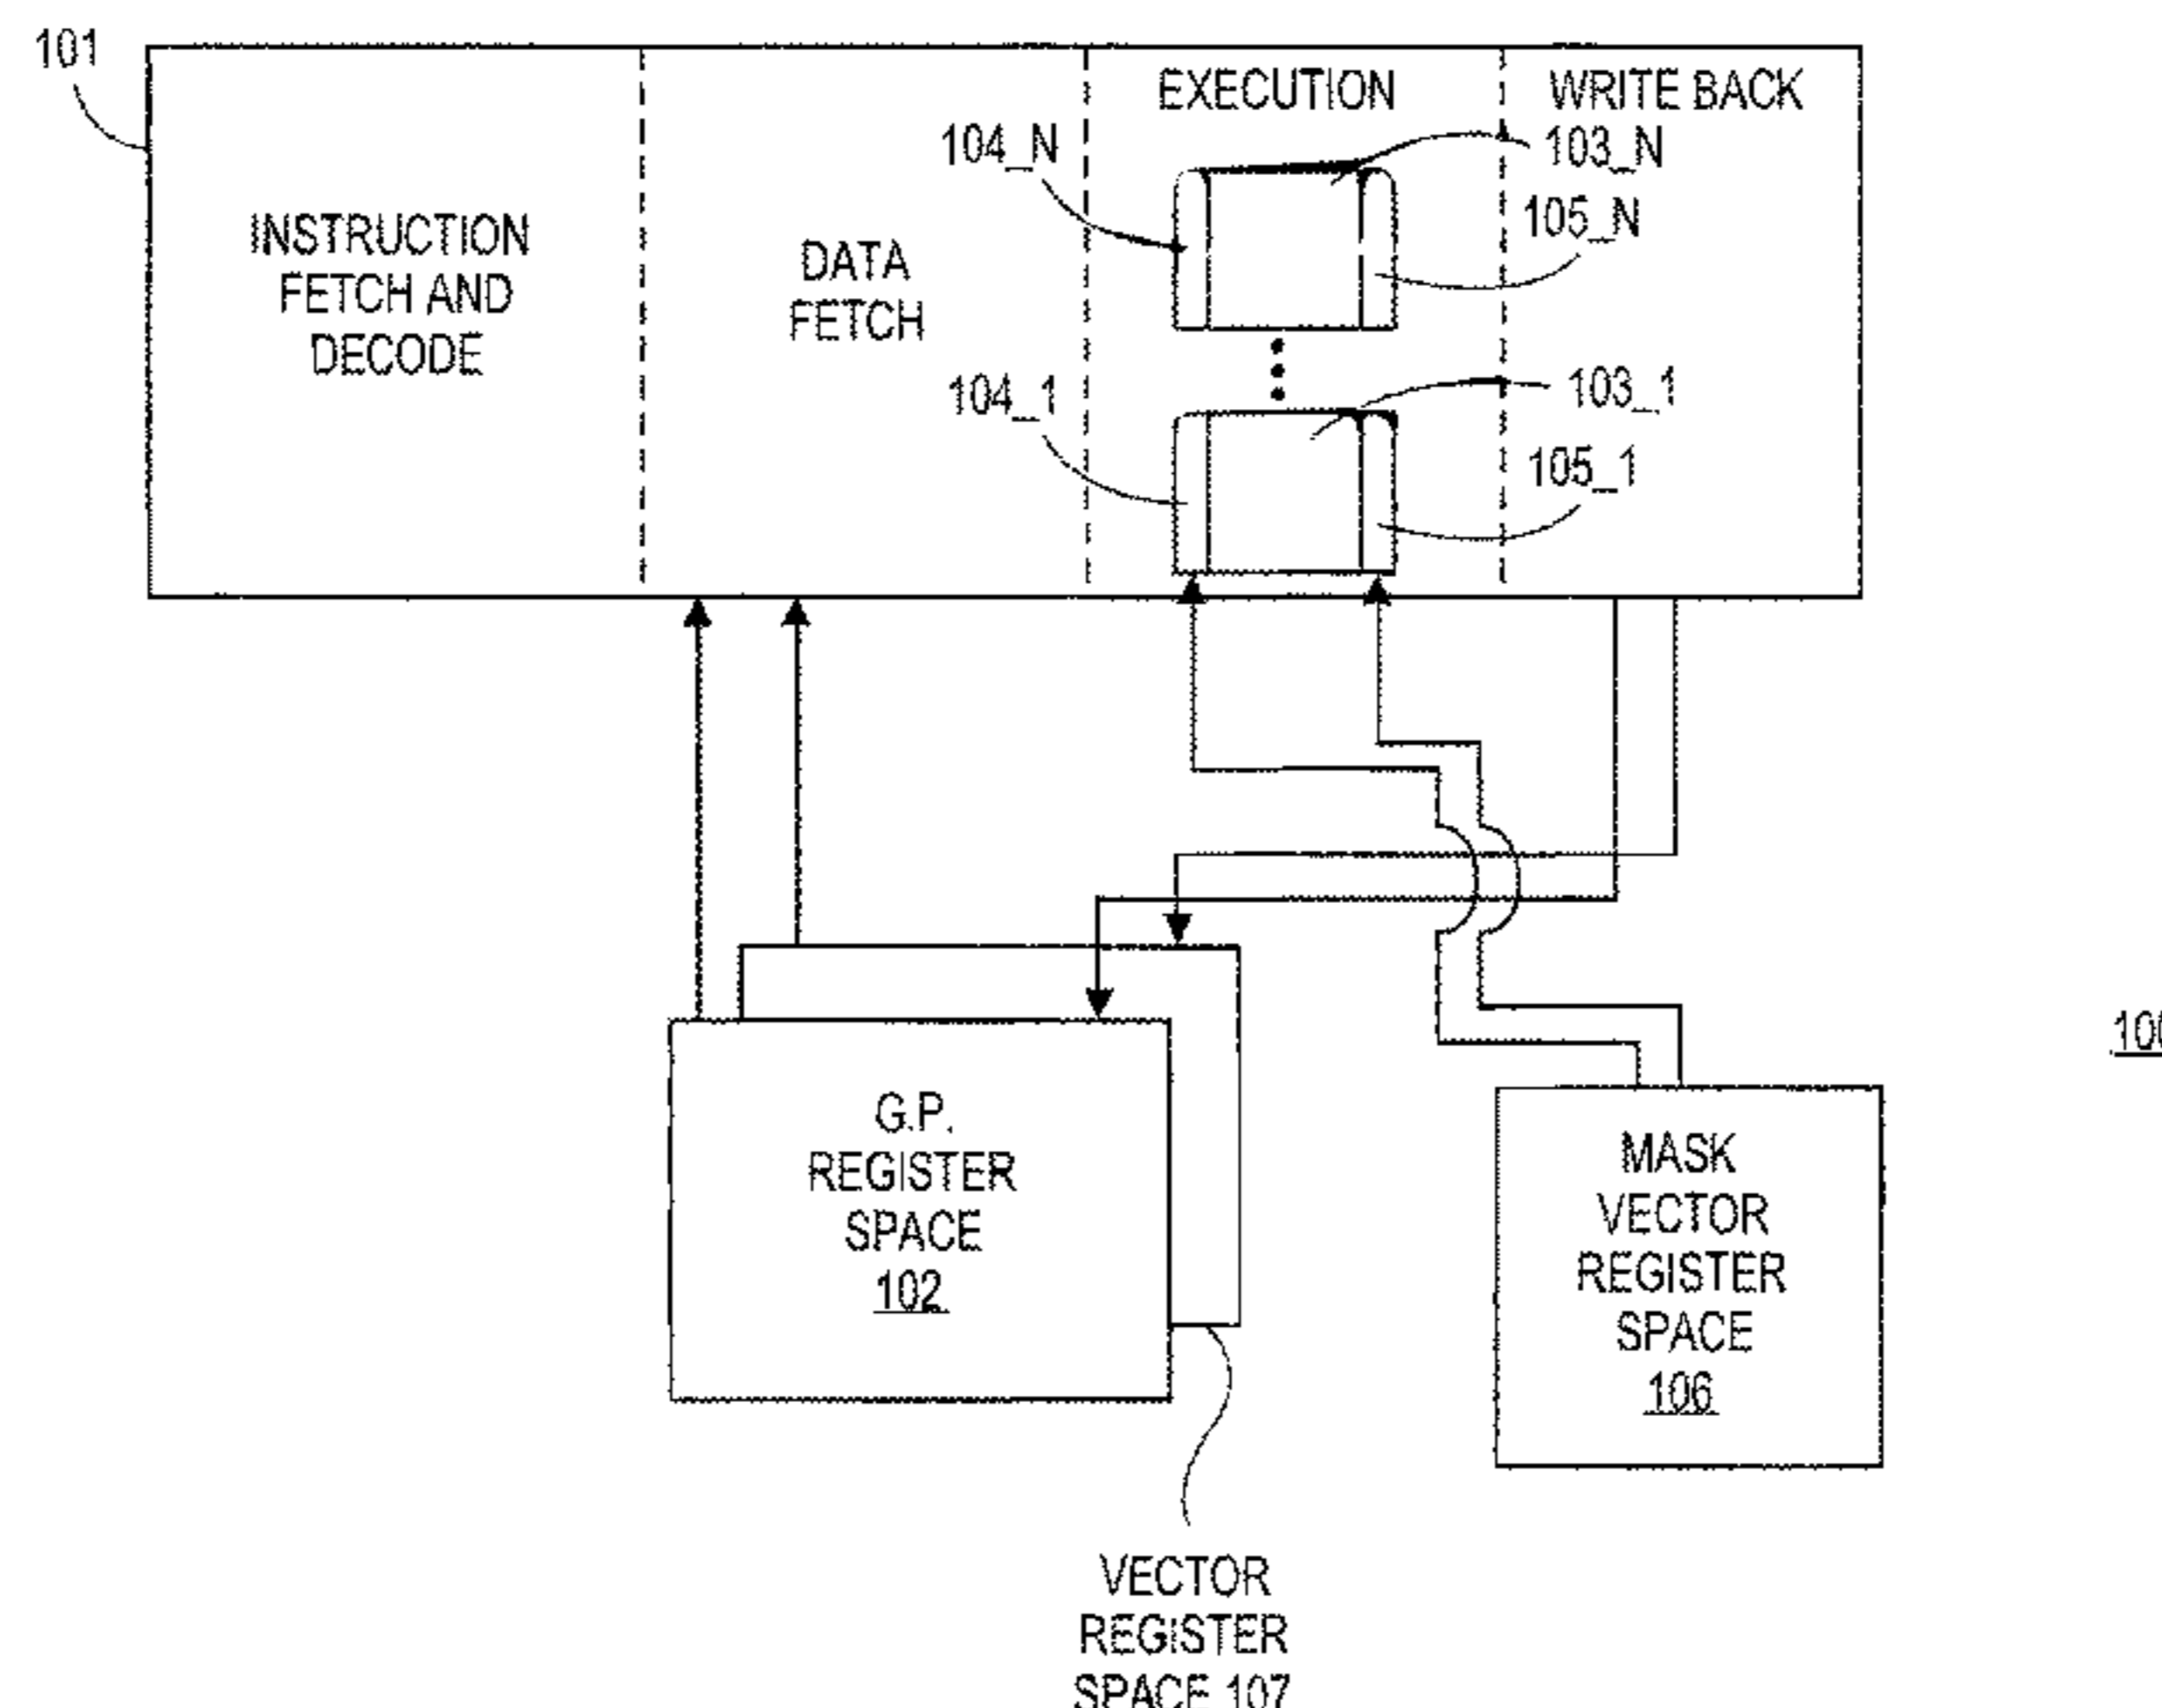 101
EXECUTION
WRITE BACK
104_N
103_N
105_N
INSTRUCTION
FETCH AND
DECODE
DATA
FETCH
104_1
103_1
105_1
G.P.
REGISTER
SPACE
102
100
MASK
VECTOR
REGISTER
SPACE
106
VECTOR
REGISTER
SPACE 107